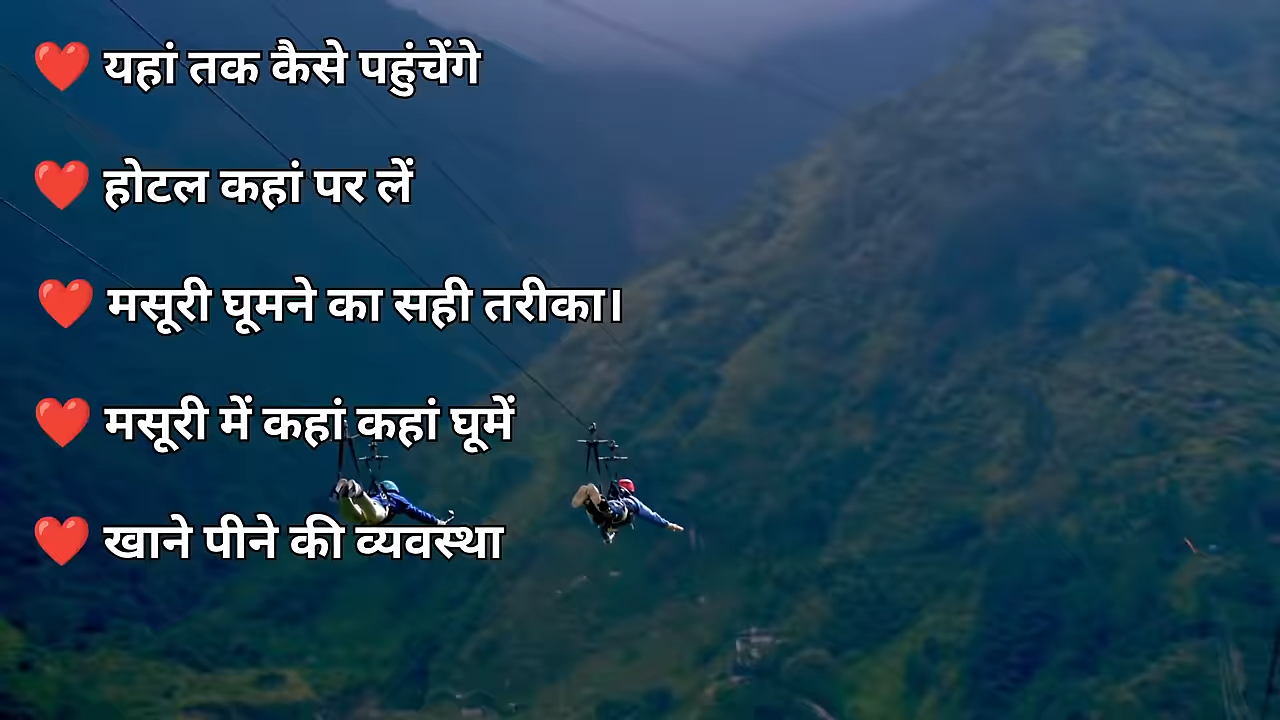 ❤️ यहां तक कैसे पहुंचेंगे
❤️ होटल कहां पर लें
❤️ मसूरी घूमने का सही तरीका।
❤️ मसूरी में कहां कहां घूमें
❤️ खाने पीने की व्यवस्था